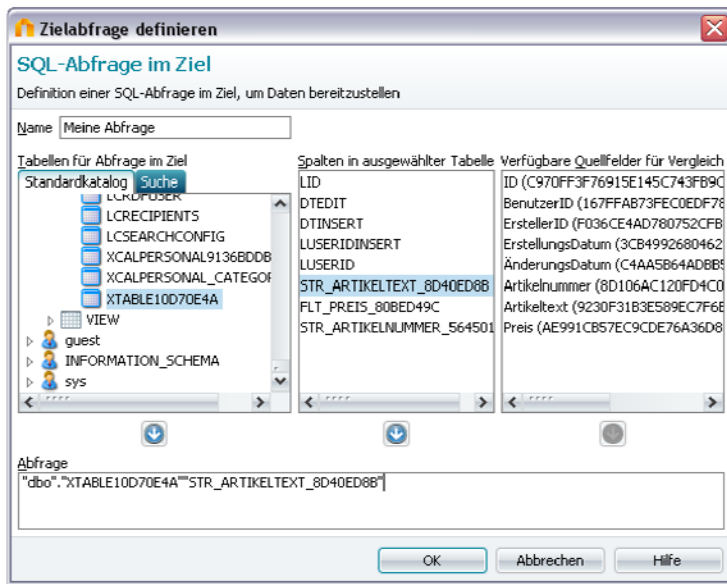 Zielabfrage definieren
SQL-Abfrage im Ziel
Definition einer SQL-Abfrage im Ziel, um Daten bereitzustellen
Name Meine Abfrage
Tabellen für Abfrage im Ziel
Standardkatalog Suche
LCRDFUSER
LCRECIPIENTS
LCSEARCHCONFIG
XCALPERSONAL9136BDDB
XCALPERSONAL_CATEGOR
XTABLE10D70E4A
VIEW
guest
INFORMATION_SCHEMA
sys
Spalten in ausgewählter Tabelle
LID
DTEDIT
DTINSERT
LUSERIDINSERT
LUSERID
STR_ARTIKELTEXT_8D40ED8B
FLT_PREIS_80BED49C
STR_ARTIKELNUMMER_564501
Verfügbare Quellfelder für Vergleich
ID (C970FF3F76915E145C743FB9C
BenutzerID (167FFAB73FEC0EDF78
ErstellerID (F036CE4AD780752CFB
ErstellungsDatum (3CB4992680462
ÄnderungsDatum (C4AA5B64ADBB5
Artikelnummer (8D106AC120FD4C0
Artikeltext (9230F31B3E589EC7F6E
Preis (AE991CB57EC9CDE76A36D8
Abfrage
"dbo"."XTABLE10D70E4A""STR_ARTIKELTEXT_8D40ED8B"
OK Abbrechen Hilfe